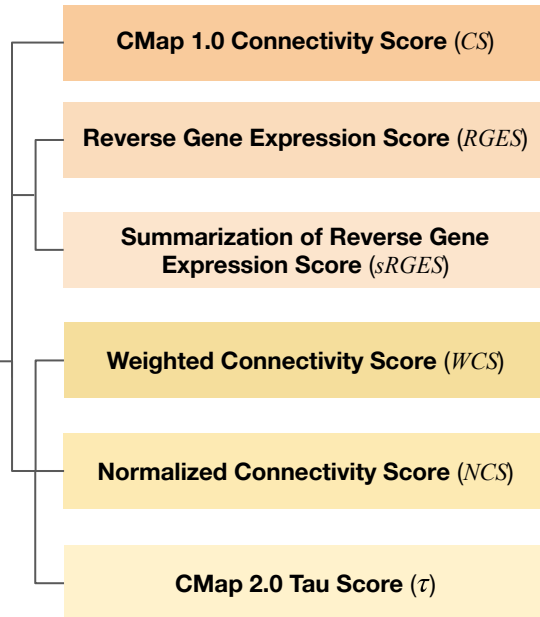 CMap 1.0 Connectivity Score (CS)
Reverse Gene Expression Score (RGES)
Summarization of Reverse Gene
Expression Score (sRGES)
Weighted Connectivity Score (WCS)
Normalized Connectivity Score (NCS)
CMap 2.0 Tau Score (τ)